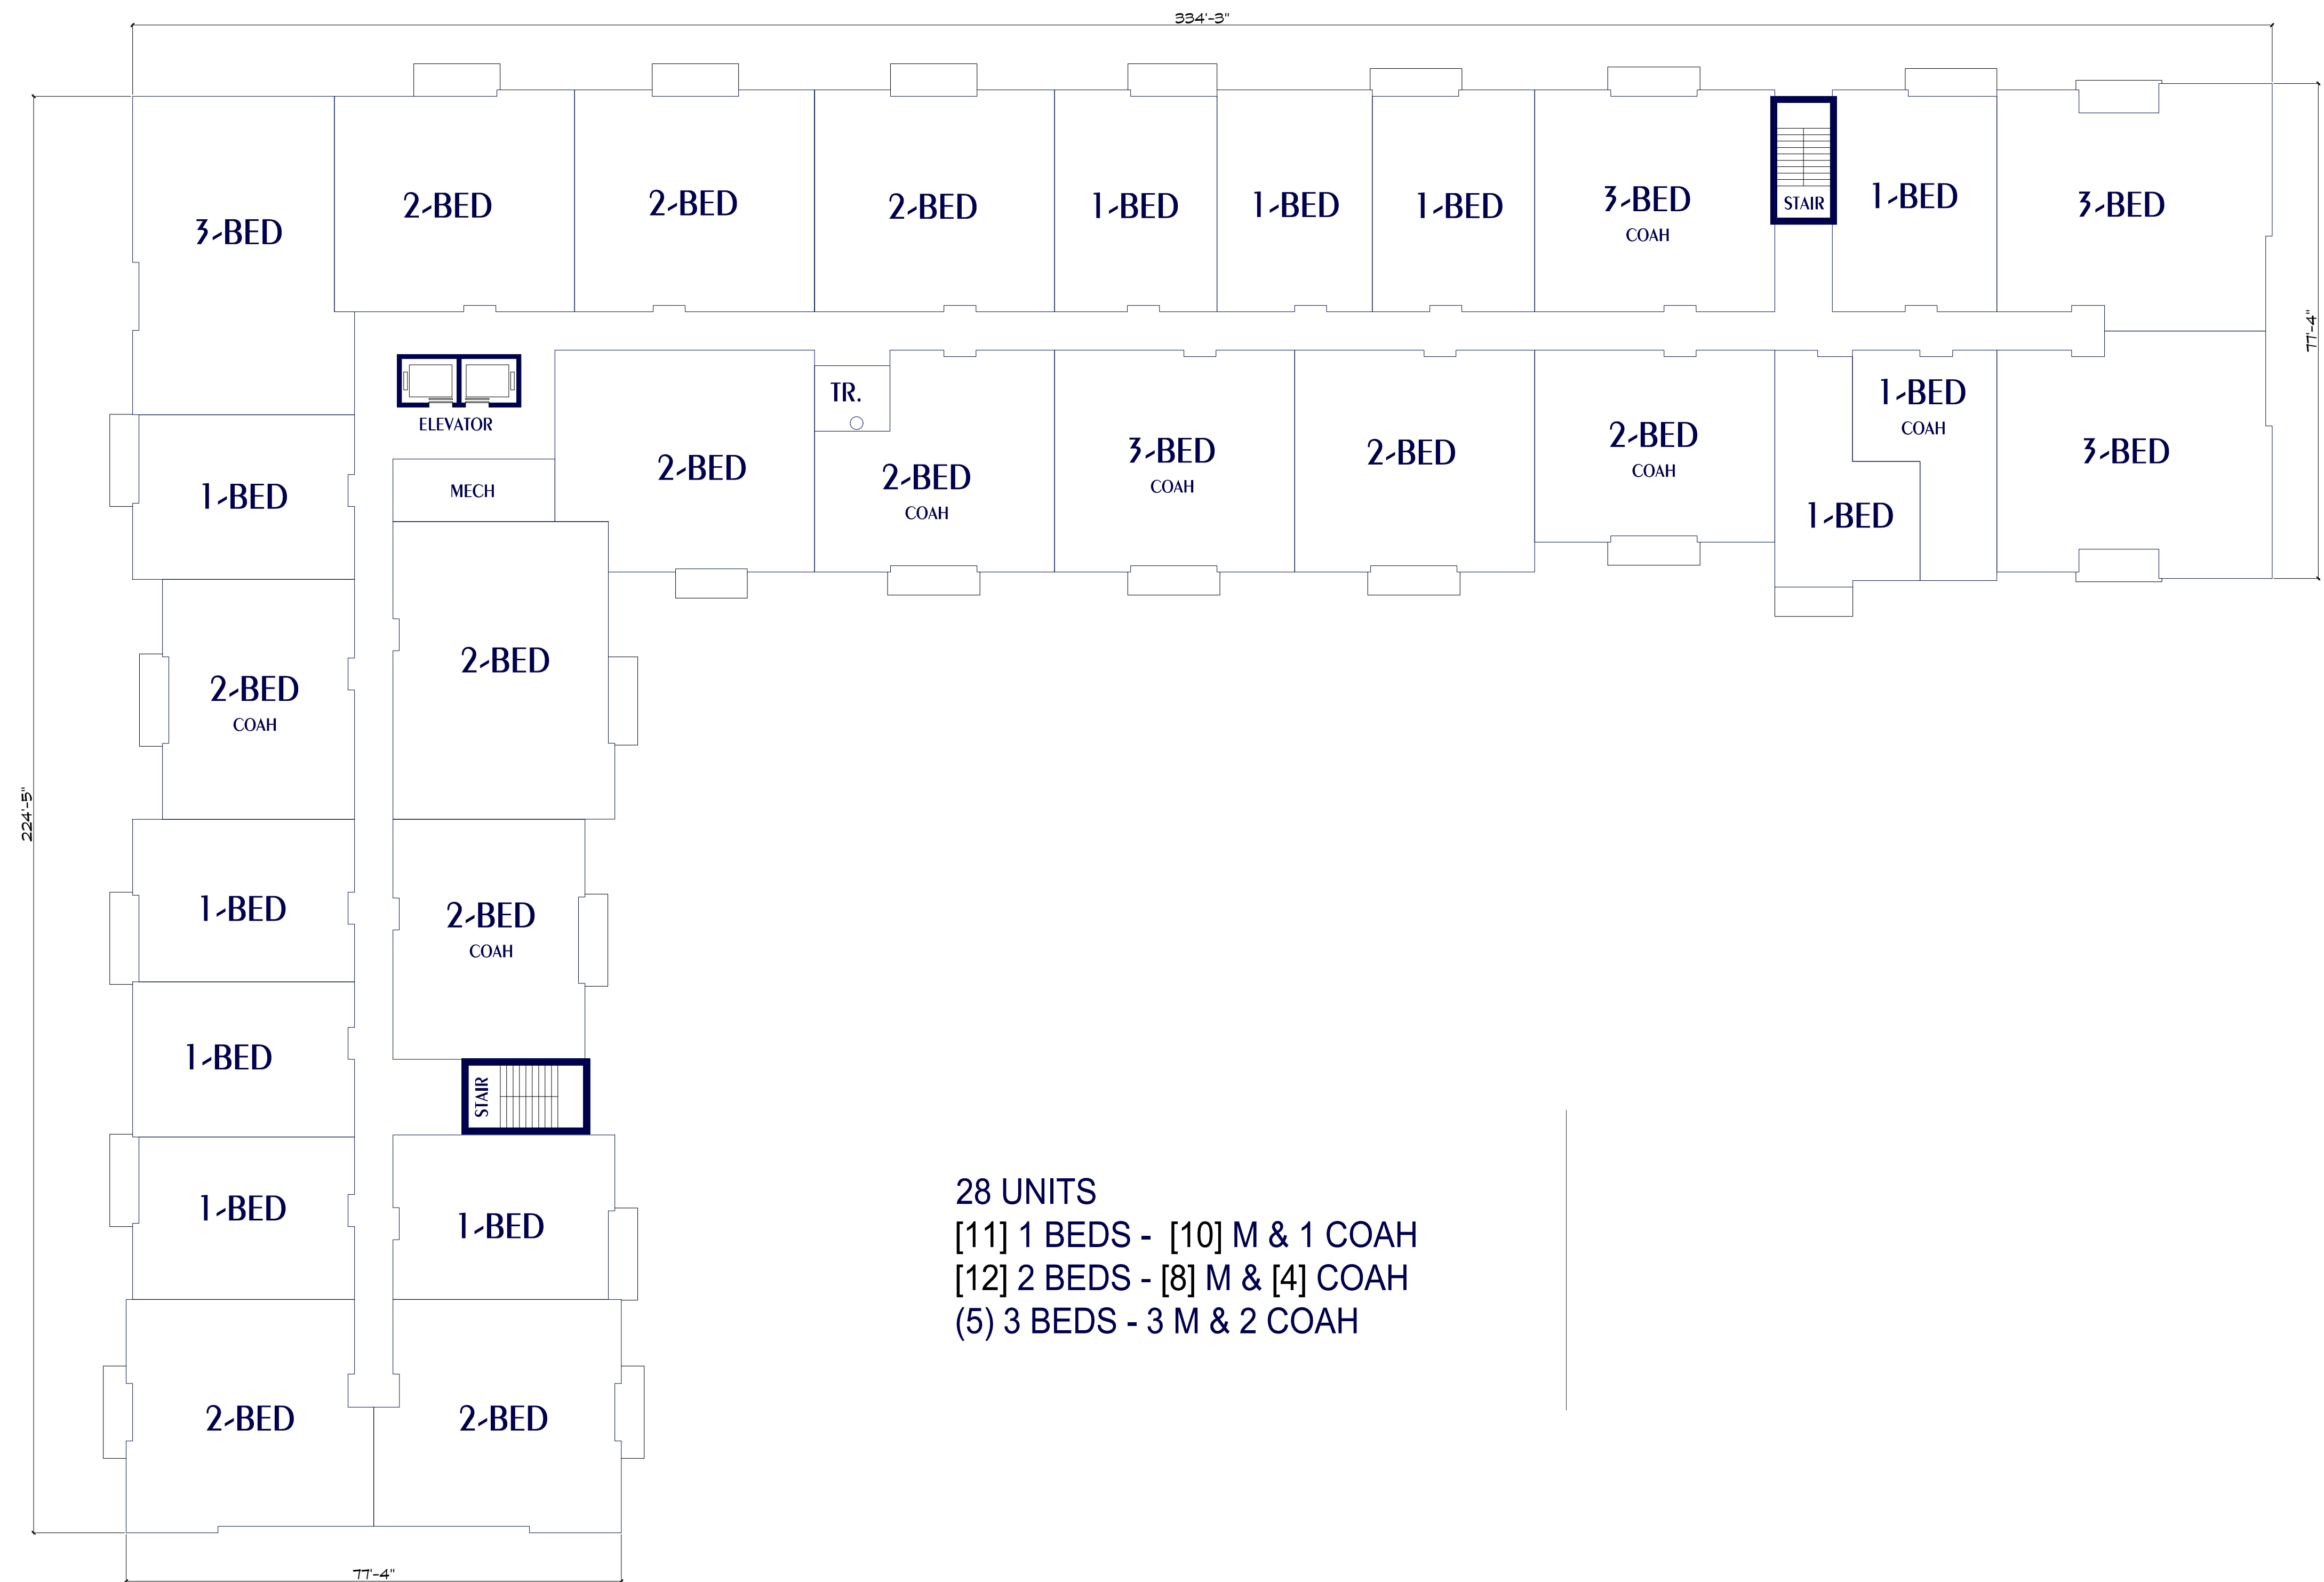 334'-3"
3-BED
2-BED
2-BED
2-BED
1-BED
1-BED
1-BED
3-BED
COAH
STAIR
1-BED
3-BED
77'-4"
ELEVATOR
MECH
2-BED
TR.
2-BED
COAH
3-BED
COAH
2-BED
2-BED
COAH
1-BED
COAH
1-BED
3-BED
1-BED
2-BED
2-BED
COAH
224'-5"
1-BED
2-BED
COAH
1-BED
STAIR
1-BED
1-BED
2-BED
2-BED
77'-4"
28 UNITS
[11] 1 BEDS - [10] M & 1 COAH
[12] 2 BEDS - [8] M & [4] COAH
(5) 3 BEDS - 3 M & 2 COAH